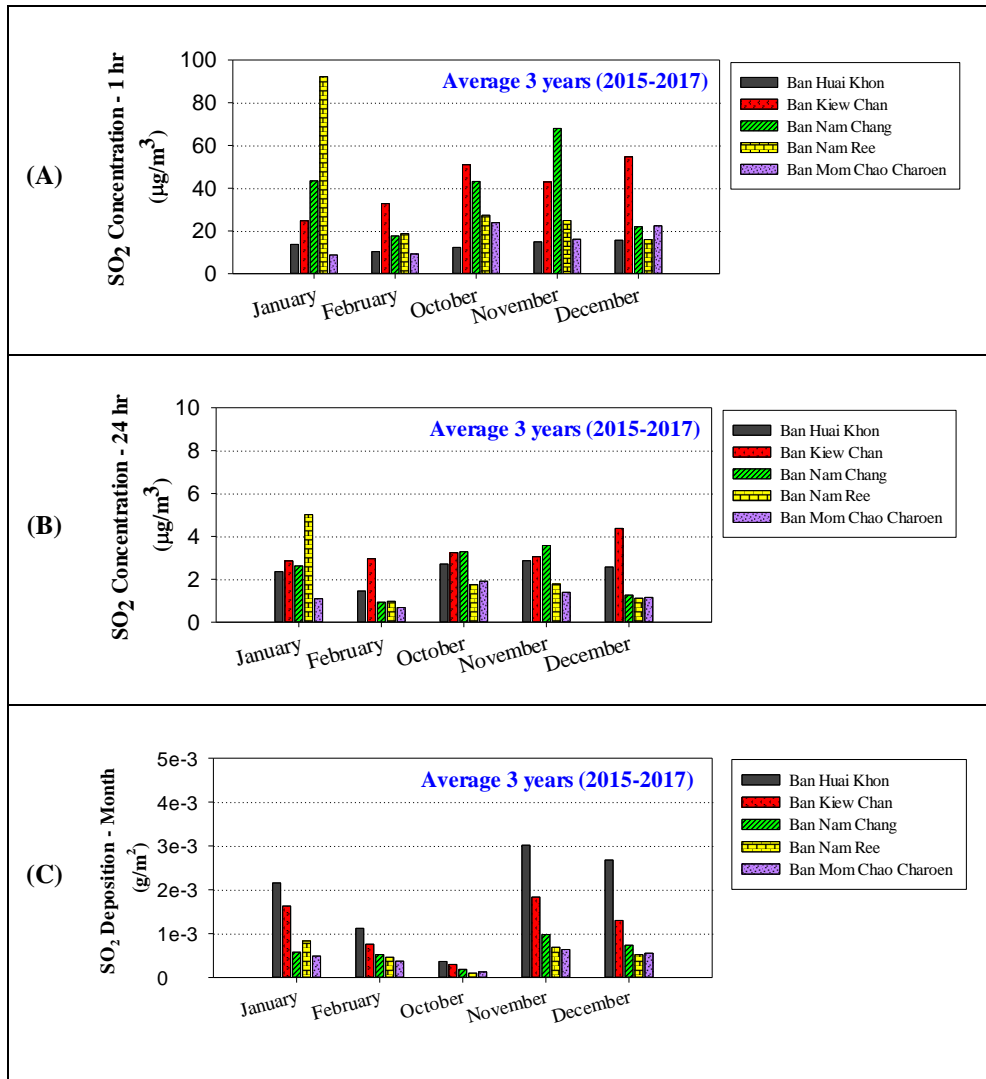 (A)
SO2 Concentration - 1 hr
(µg/m³)
100
80
60
40
20
0
Average 3 years (2015-2017)
January
February
October
November
December
Ban Huai Khon
Ban Kiew Chan
Ban Nam Chang
Ban Nam Ree
Ban Mom Chao Charoen
(B)
SO2 Concentration - 24 hr
(µg/m³)
10
8
6
4
2
0
Average 3 years (2015-2017)
January
February
October
November
December
Ban Huai Khon
Ban Kiew Chan
Ban Nam Chang
Ban Nam Ree
Ban Mom Chao Charoen
(C)
SO2 Deposition - Month
(g/m²)
5e-3
4e-3
3e-3
2e-3
1e-3
0
Average 3 years (2015-2017)
January
February
October
November
December
Ban Huai Khon
Ban Kiew Chan
Ban Nam Chang
Ban Nam Ree
Ban Mom Chao Charoen